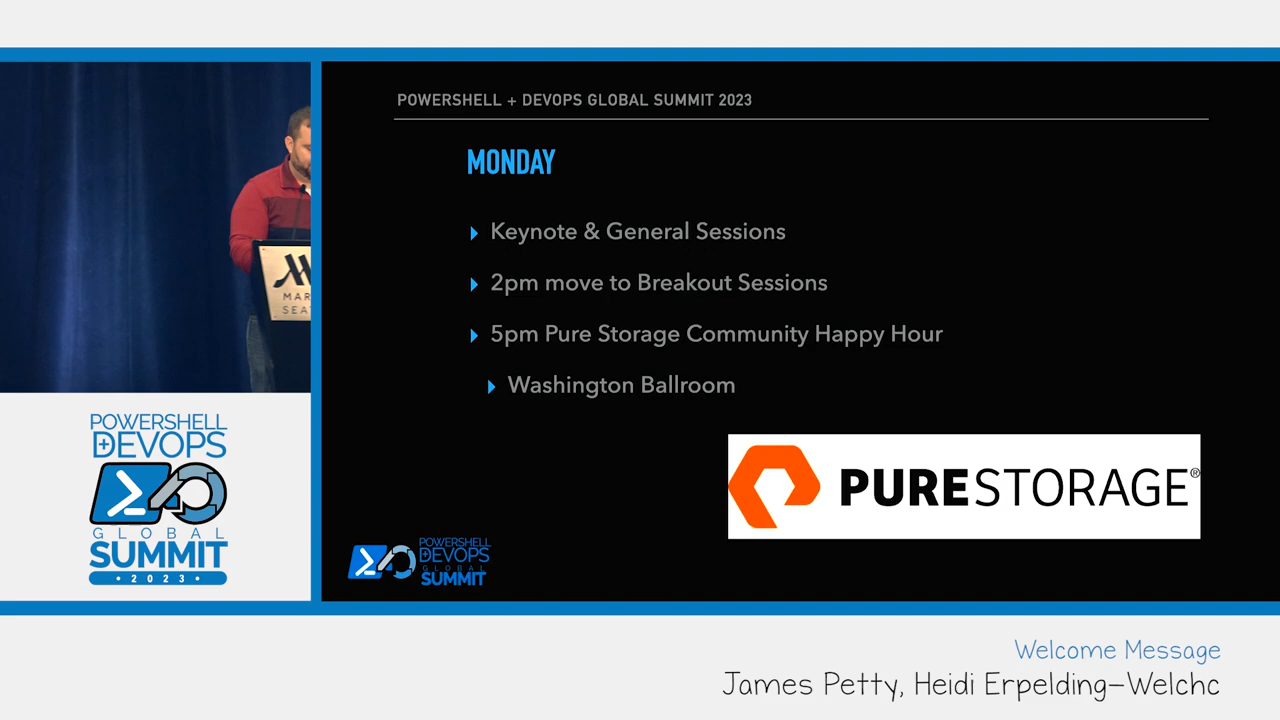 POWERSHELL + DEVOPS GLOBAL SUMMIT 2023
MONDAY
Keynote & General Sessions
2pm move to Breakout Sessions
5pm Pure Storage Community Happy Hour
Washington Ballroom
PURESTORAGE®
POWERSHELL
DEVOPS
GLOBAL
SUMMIT
MAR
SEA
POWERSHELL
+DEVOPS
GLOBAL
SUMMIT
• 2023 •
Welcome Message
James Petty, Heidi Erpelding-Welchc